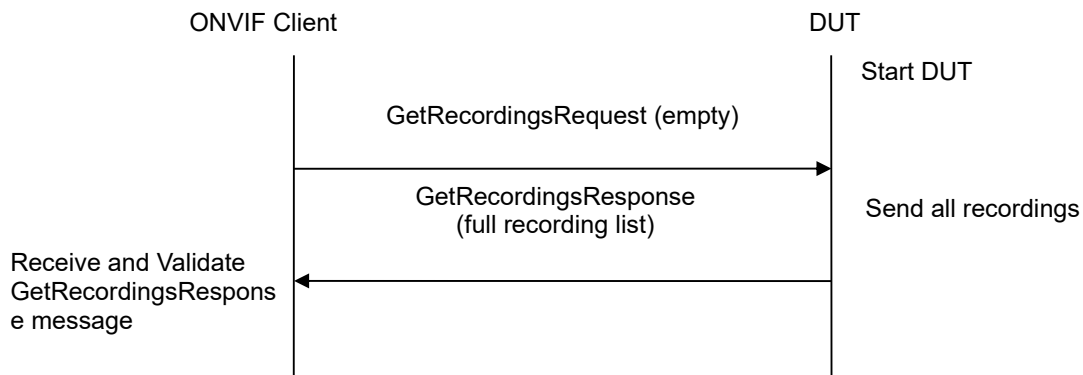 ONVIF Client
DUT
Start DUT
GetRecordingsRequest (empty)
GetRecordingsResponse
(full recording list)
Send all recordings
Receive and Validate
GetRecordingsRespons
e message